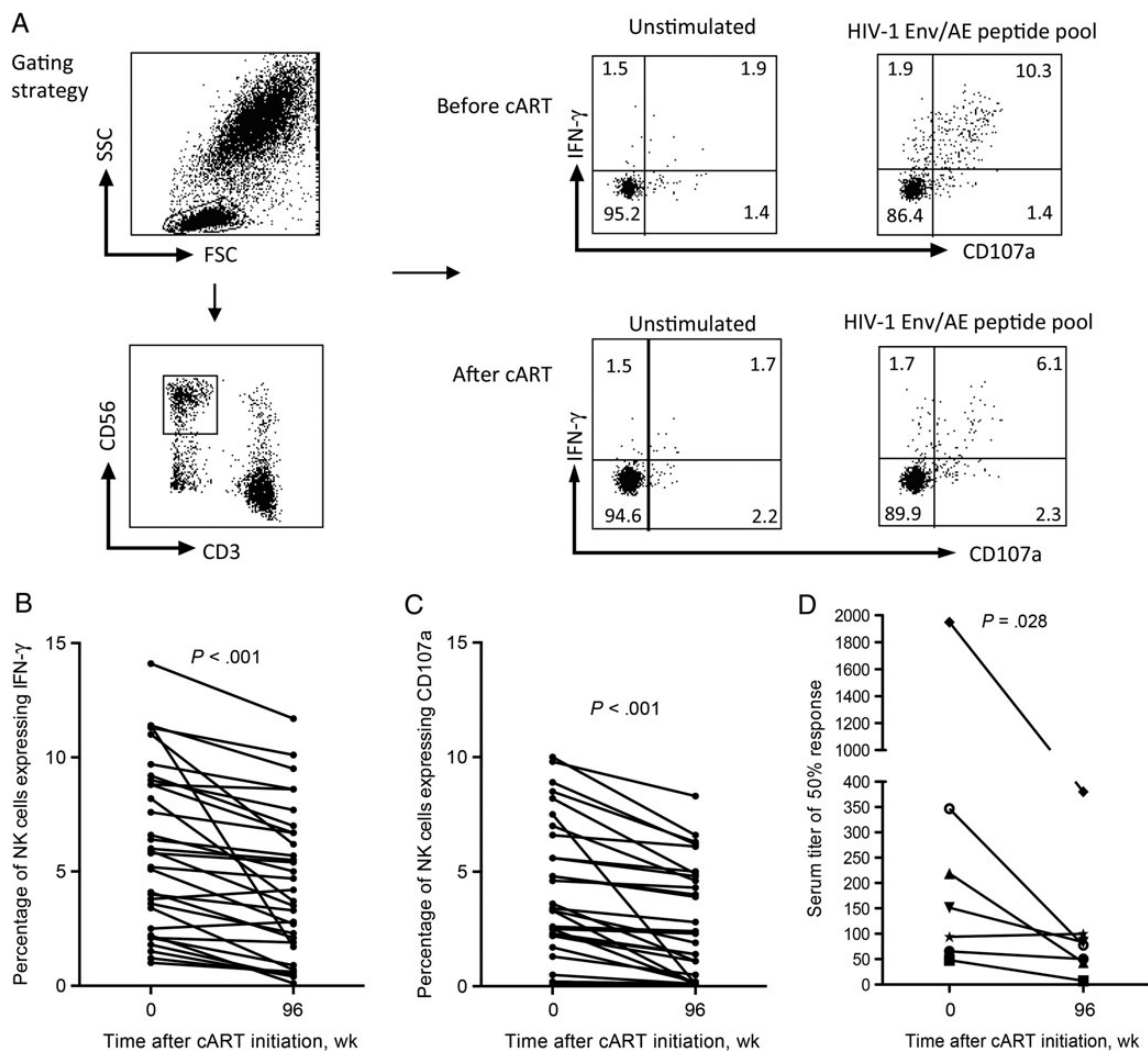 A
Gating
strategy
SSC
FSC
CD56
CD3
Before cART
Unstimulated
HIV-1 Env/AE peptide pool
IFN-γ
1.5
1.9
95.2
1.4
1.9
10.3
86.4
1.4
CD107a
After cART
Unstimulated
HIV-1 Env/AE peptide pool
IFN-γ
1.5
1.7
94.6
2.2
1.7
6.1
89.9
2.3
CD107a
B
Percentage of NK cells expressing IFN-γ
15
10
5
0
P < .001
0
96
Time after cART initiation, wk
C
Percentage of NK cells expressing CD107a
15
10
5
0
P < .001
0
96
Time after cART initiation, wk
D
Serum titer of 50% response
2000
1900
1800
1700
1600
1500
1400
1300
1200
1100
1000
400
350
300
250
200
150
100
50
0
P = .028
0
96
Time after cART initiation, wk